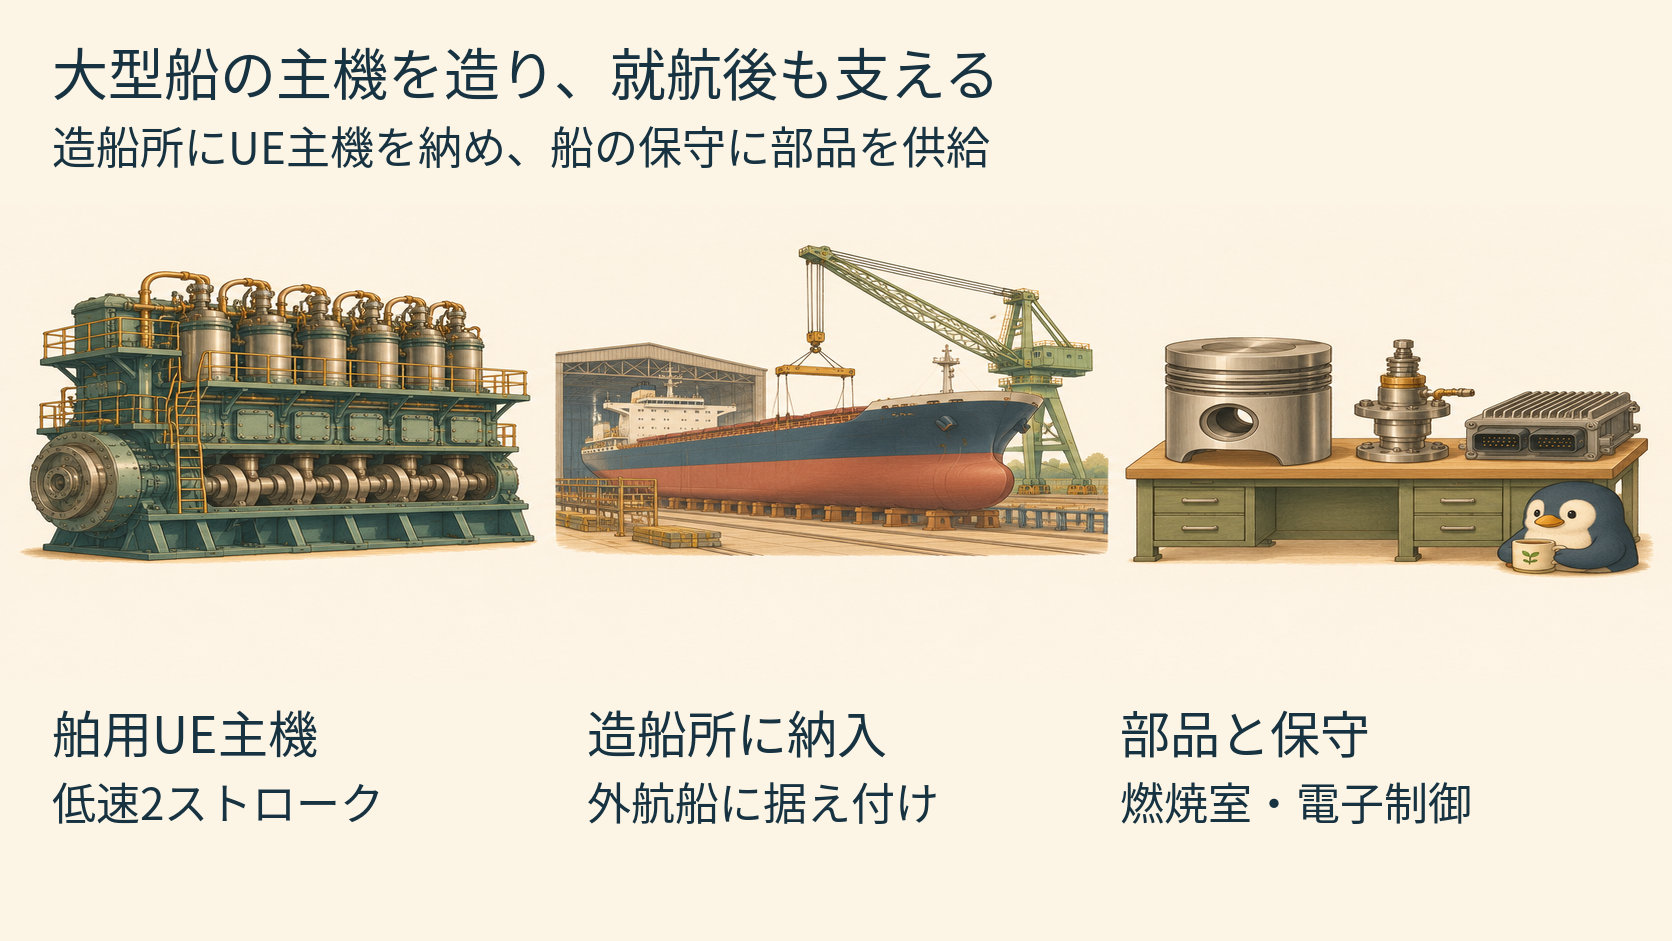 大型船の主機を造り、就航後も支える
造船所にUE主機を納め、船の保守に部品を供給
舶用UE主機
低速2ストローク
造船所に納入
外航船に据え付け
部品と保守
燃焼室・電子制御